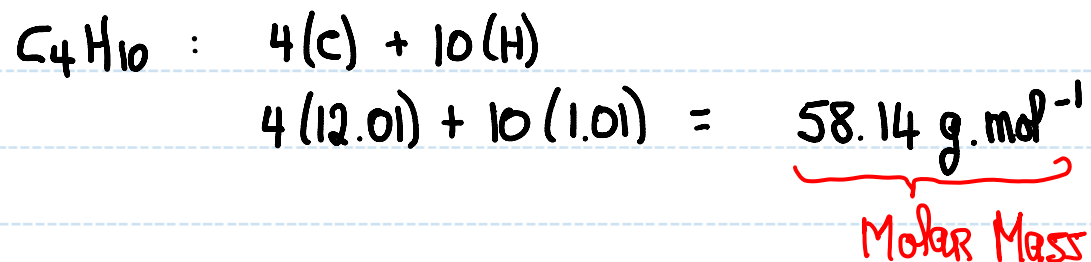 C₄H₁₀ : 4(C) + 10(H)
4(12.01) + 10(1.01) = 58.14 g.mol⁻¹
Molar Mass